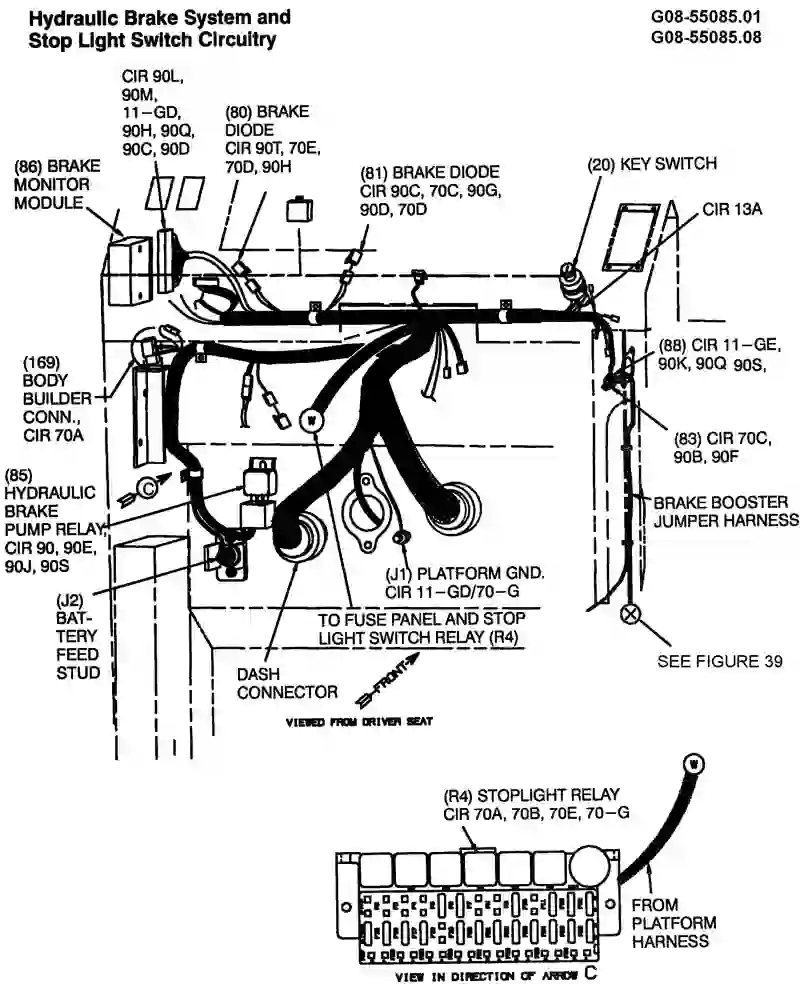 Hydraulic Brake System and
Stop Light Switch Circuitry
G08-55085.01
G08-55085.08
CIR 90L,
90M,
11-GD,
90H, 90Q,
90C, 90D
(80) BRAKE
DIODE
CIR 90T, 70E,
70D, 90H
(86) BRAKE
MONITOR
MODULE
(81) BRAKE DIODE
CIR 90C, 70C, 90G,
90D, 70D
(20) KEY SWITCH
CIR 13A
(88) CIR 11-GE,
90K, 90Q 90S,
(169)
BODY
BUILDER
CONN.,
CIR 70A
W
(83) CIR 70C,
90B, 90F
(85)
HYDRAULIC
BRAKE
PUMP RELAY,
CIR 90, 90E,
90J, 90S
C
BRAKE BOOSTER
JUMPER HARNESS
(J1) PLATFORM GND.
CIR 11-GD/70-G
(J2)
BAT-
TERY
FEED
STUD
TO FUSE PANEL AND STOP
LIGHT SWITCH RELAY (R4)
SEE FIGURE 39
DASH
CONNECTOR
FRONT
VIEWED FROM DRIVER SEAT
W
(R4) STOPLIGHT RELAY
CIR 70A, 70B, 70E, 70-G
FROM
PLATFORM
HARNESS
VIEW IN DIRECTION OF ARROW C